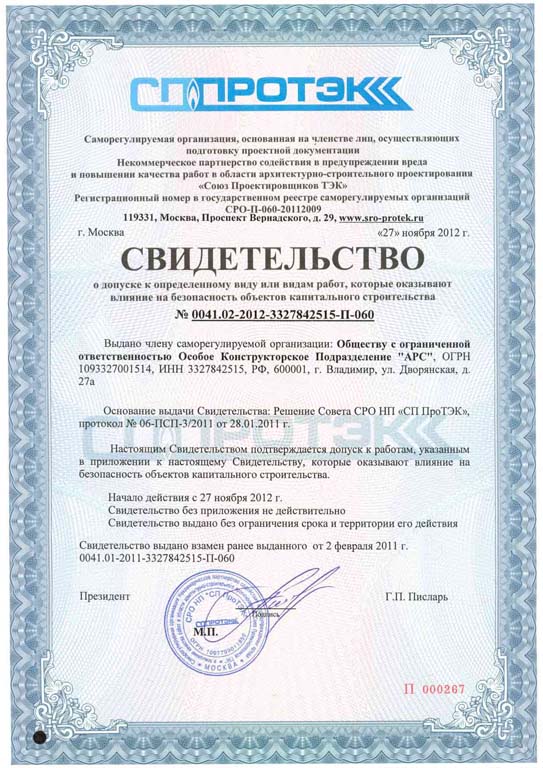 СППРОТЭК
Саморегулируемая организация, основанная на членстве лиц, осуществляющих
подготовку проектной документации
Некоммерческое партнерство содействия в предупреждении вреда
и повышении качества работ в области архитектурно-строительного проектирования
«Союз Проектировщиков ТЭК»
Регистрационный номер в государственном реестре саморегулируемых организаций
СРО-П-060-20112009
119331, Москва, Проспект Вернадского, д. 29, www.sro-protek.ru
г. Москва «27» ноября 2012 г.
СВИДЕТЕЛЬСТВО
о допуске к определенному виду или видам работ, которые оказывают
влияние на безопасность объектов капитального строительства
№ 0041.02-2012-3327842515-П-060
Выдано члену саморегулируемой организации: Обществу с ограниченной
ответственностью Особое Конструкторское Подразделение "АРС", ОГРН
1093327001514, ИНН 3327842515, РФ, 600001, г. Владимир, ул. Дворянская, д.
27а
Основание выдачи Свидетельства: Решение Совета СРО НП «СП ПроТЭК»,
протокол № 06-ПСП-3/2011 от 28.01.2011 г.
Настоящим Свидетельством подтверждается допуск к работам, указанным
в приложении к настоящему Свидетельству, которые оказывают влияние на
безопасность объектов капитального строительства.
Начало действия с 27 ноября 2012 г.
Свидетельство без приложения не действительно
Свидетельство выдано без ограничения срока и территории его действия
Свидетельство выдано взамен ранее выданного от 2 февраля 2011 г.
0041.01-2011-3327842515-П-060
Президент Г.П. Писларь
Подпись
М.П.
СРО НП "СП ПроТЭК"
СППРОТЭК
МОСКВА
П 000267